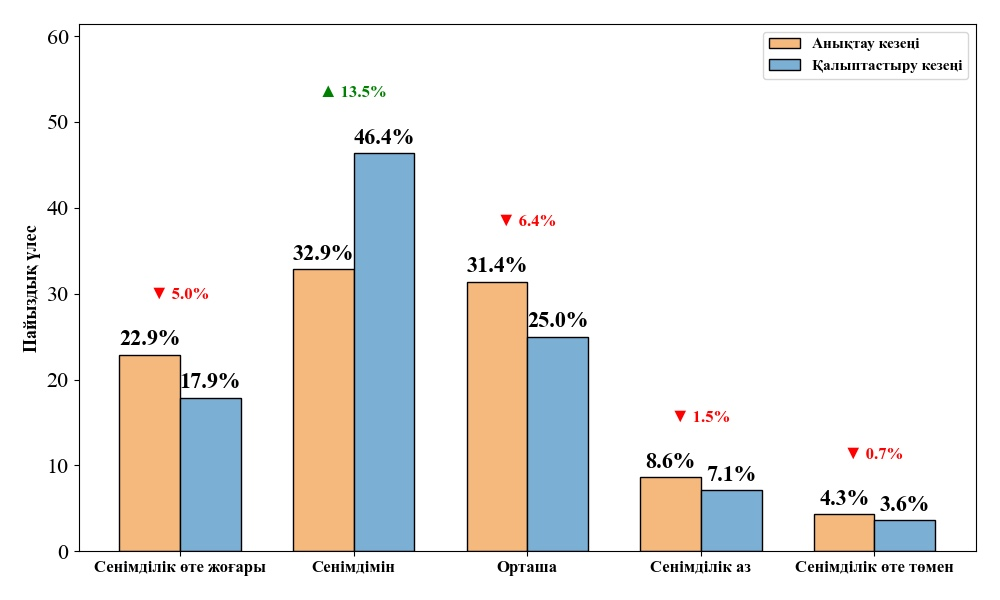 Анықтау кезеңі
Қалыптастыру кезеңі
Пайыздық үлес
60
50
40
30
20
10
0
▼ 5.0%
22.9%
17.9%
▲ 13.5%
32.9%
46.4%
▼ 6.4%
31.4%
25.0%
▼ 1.5%
8.6%
7.1%
▼ 0.7%
4.3%
3.6%
Сенімділік өте жоғары
Сенімдімін
Орташа
Сенімділік аз
Сенімділік өте төмен